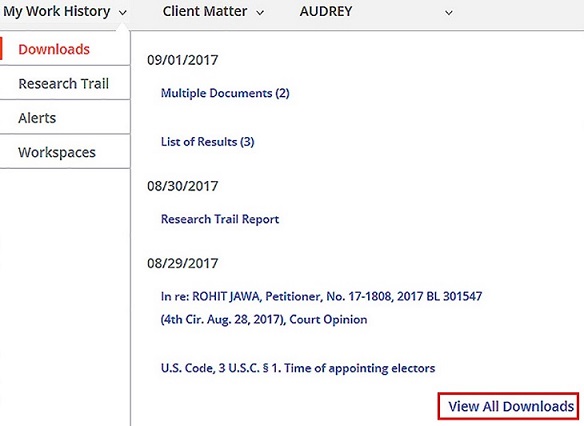 My Work History Client Matter AUDREY
Downloads
Research Trail
Alerts
Workspaces
09/01/2017
Multiple Documents (2)
List of Results (3)
08/30/2017
Research Trail Report
08/29/2017
In re: ROHIT JAWA, Petitioner, No. 17-1808, 2017 BL 301547
(4th Cir. Aug. 28, 2017), Court Opinion
U.S. Code, 3 U.S.C. § 1. Time of appointing electors
View All Downloads